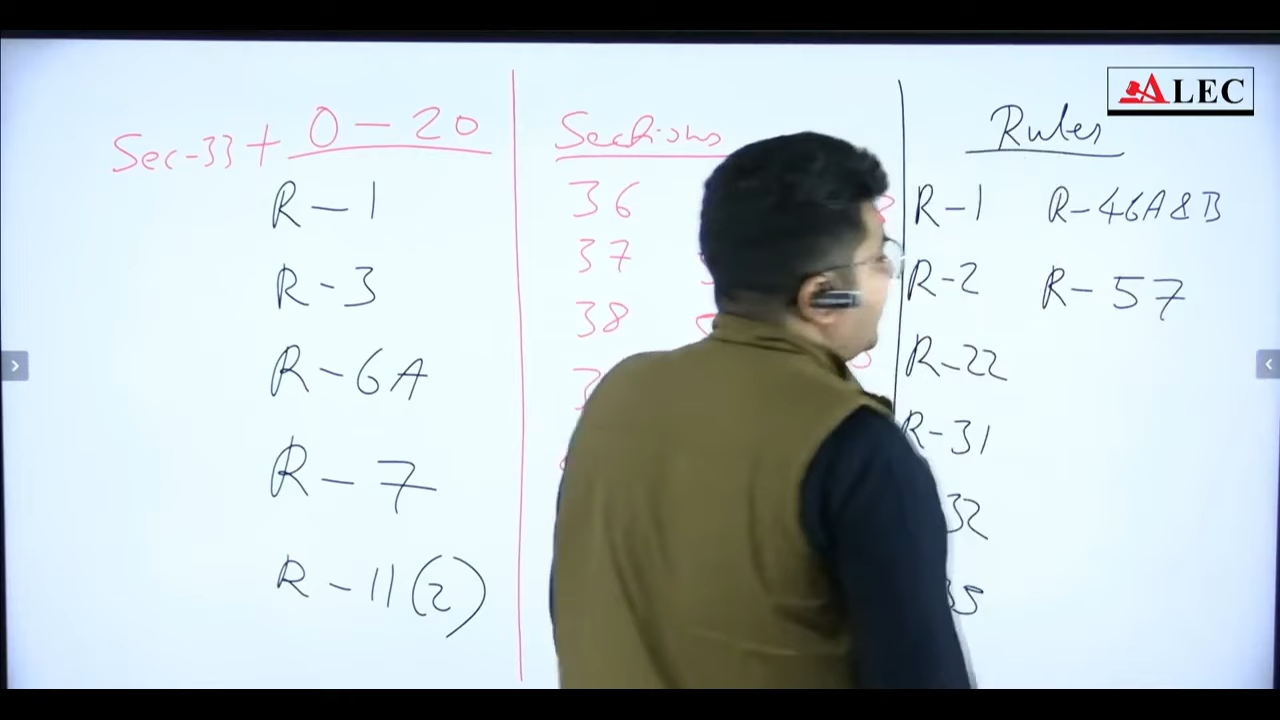 ALEC
Sec-33 + O-20
R-1
R-3
R-6A
R-7
R-11(2)
Sections
36
37
38
Rules
R-1 R-46A&B
R-2 R-57
R-22
R-31
32
35